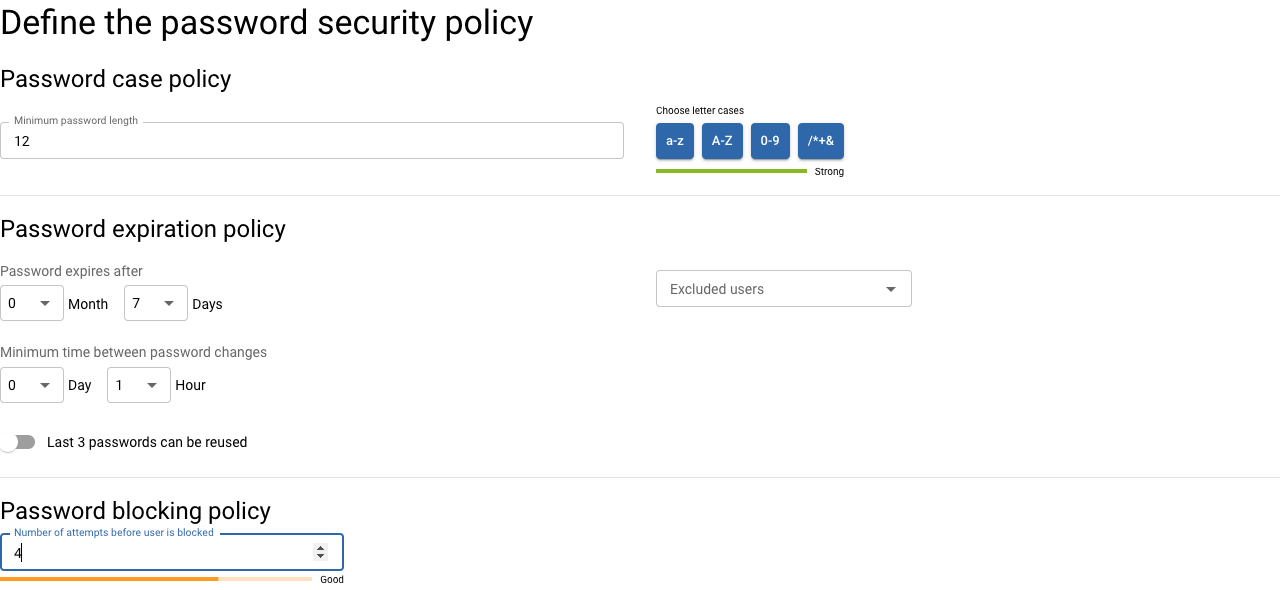 Define the password security policy
Password case policy
Minimum password length
12
Choose letter cases
a-z A-Z 0-9 /*+&
Strong
Password expiration policy
Password expires after
0 Month 7 Days
Excluded users
Minimum time between password changes
0 Day 1 Hour
Last 3 passwords can be reused
Password blocking policy
Number of attempts before user is blocked
4
Good